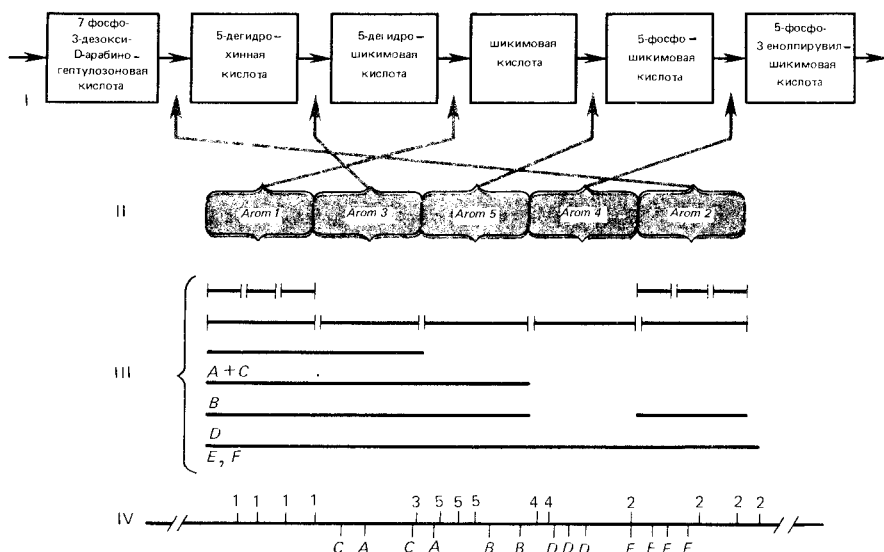 7 фосфо-
3-дезокси-
D-арабино-
гептулозоновая
кислота
5-дегидро-
хинная
кислота
5-дегидро-
шикимовая
кислота
шикимовая
кислота
5-фосфо-
шикимовая
кислота
5-фосфо-
3 енолпирувил-
шикимовая
кислота
I
II
Arom 1
Arom 3
Arom 5
Arom 4
Arom 2
III
A + C
B
D
E, F
IV
1 1 1 1 3 5 5 5 4 4 2 2 2 2
C A C A B B D D D E F F F